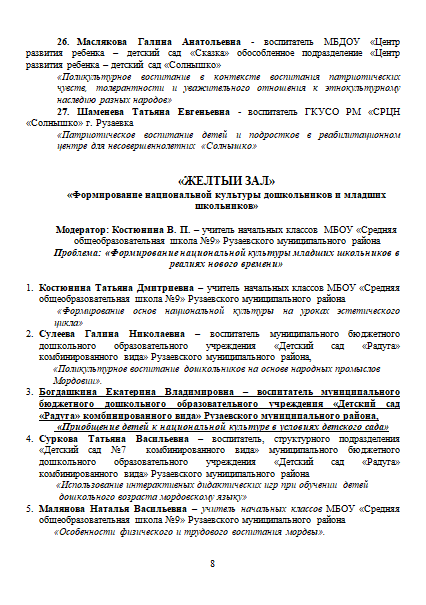 26. Маслякова Галина Анатольевна - воспитатель МБДОУ «Центр
развития ребенка – детский сад «Сказка» обособленное подразделение «Центр
развития ребенка – детский сад «Солнышко»
«Поликультурное воспитание в контексте воспитания патриотических
чувств, толерантности и уважительного отношения к этнокультурному
наследию разных народов»
27. Шаменева Татьяна Евгеньевна - воспитатель ГКУСО РМ «СРЦН
«Солнышко» г. Рузаевка
«Патриотическое воспитание детей и подростков в реабилитационном
центре для несовершеннолетних «Солнышко»
«ЖЕЛТЫЙ ЗАЛ»
«Формирование национальной культуры дошкольников и младших
школьников»
Модератор: Костюнина В. П. – учитель начальных классов МБОУ «Средняя
общеобразовательная школа №9» Рузаевского муниципального района
Проблема: «Формирование национальной культуры младших школьников в
реалиях нового времени»
1. Костюнина Татьяна Дмитриевна – учитель начальных классов МБОУ «Средняя
общеобразовательная школа №9» Рузаевского муниципального района
«Формирование основ национальной культуры на уроках эстетического
цикла»
2. Сулеева Галина Николаевна – воспитатель муниципального бюджетного
дошкольного образовательного учреждения «Детский сад «Радуга»
комбинированного вида» Рузаевского муниципального района,
«Поликультурное воспитание дошкольников на основе народных промыслов
Мордовии».
3. Богдашкина Екатерина Владимировна – воспитатель муниципального
бюджетного дошкольного образовательного учреждения «Детский сад
«Радуга» комбинированного вида» Рузаевского муниципального района,
«Приобщение детей к национальной культуре в условиях детского сада»
4. Суркова Татьяна Васильевна – воспитатель, структурного подразделения
«Детский сад №7 комбинированного вида» муниципального бюджетного
дошкольного образовательного учреждения «Детский сад «Радуга»
комбинированного вида» Рузаевского муниципального района
«Использование интерактивных дидактических игр при обучении детей
дошкольного возраста мордовскому языку»
5. Малянова Наталья Васильевна – учитель начальных классов МБОУ «Средняя
общеобразовательная школа №9» Рузаевского муниципального района
«Особенности физического и трудового воспитания мордвы».
8